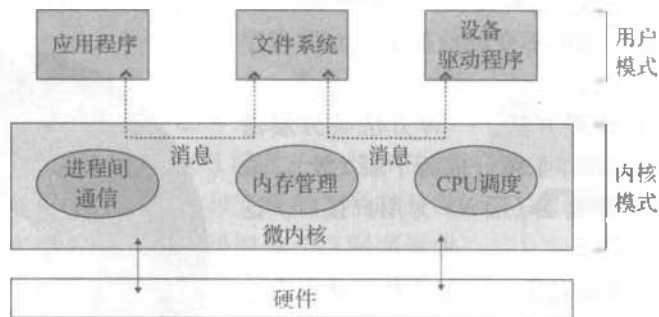 应用程序
文件系统
设备
驱动程序
用户
模式
消息
消息
进程间
通信
内存管理
CPU调度
内核
模式
微内核
硬件